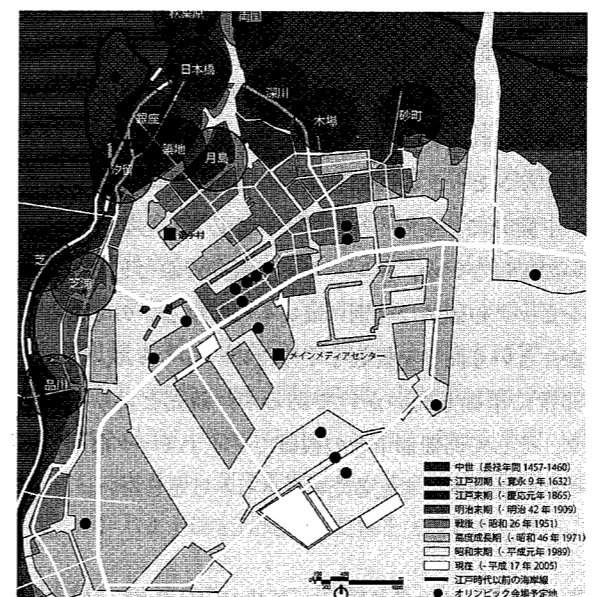 秋葉原
両国
日本橋
深川
銀座
木場
砂町
築地
月島
汐留
芝
芝浦
品川
メインメディアセンター
中世（長禄年間 1457-1460）
江戸初期（- 寛永 9 年 1632）
江戸末期（- 慶応元年 1865）
明治末期（- 明治 42 年 1909）
戦後（- 昭和 26 年 1951）
高度成長期（- 昭和 46 年 1971）
昭和末期（- 平成元年 1989）
現在（- 平成 17 年 2005）
江戸時代以前の海岸線
オリンピック会場予定地